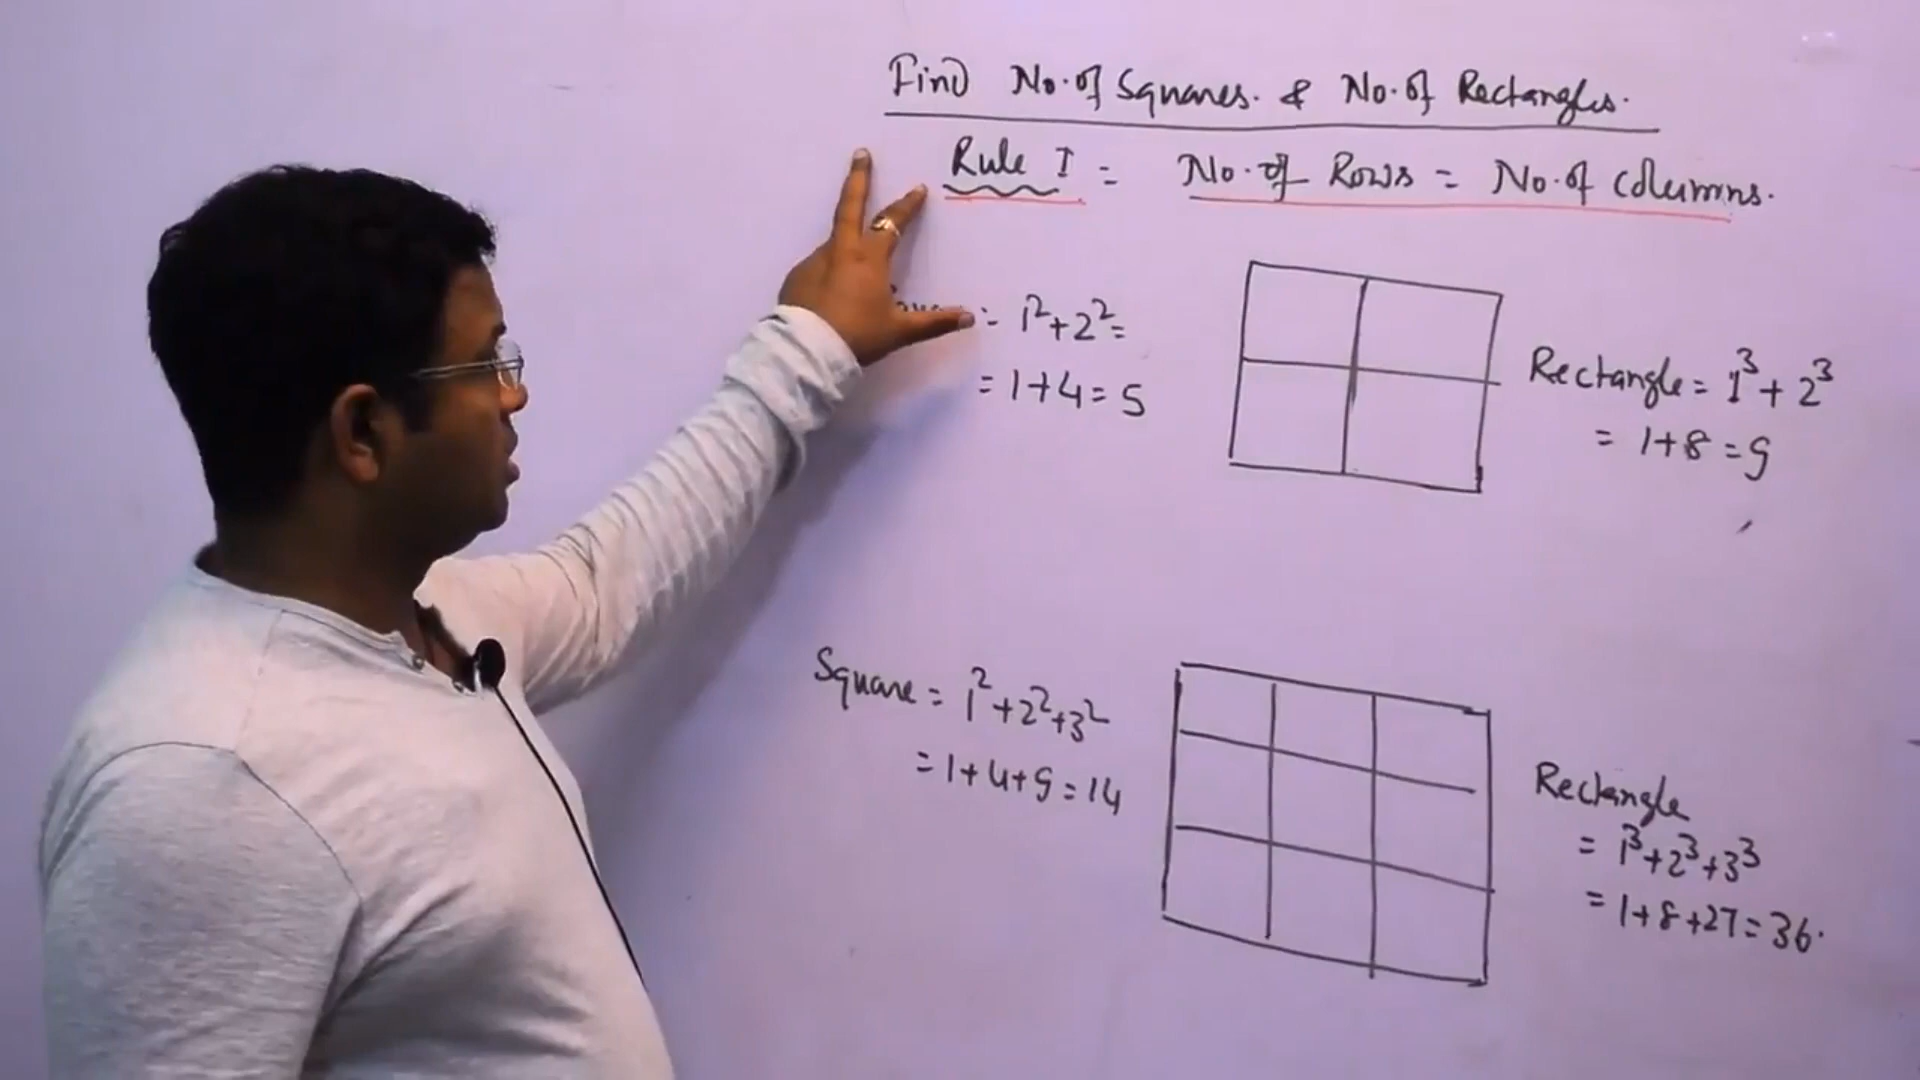 Find No. of Squares. & No. of Rectangles.
Rule I = No. of Rows = No. of Columns.
= 1²+2² =
= 1+4 = 5
Rectangle = 1³+2³
= 1+8 = 9
Square = 1²+2²+3²
= 1+4+9 = 14
Rectangle
= 1³+2³+3³
= 1+8+27 = 36.